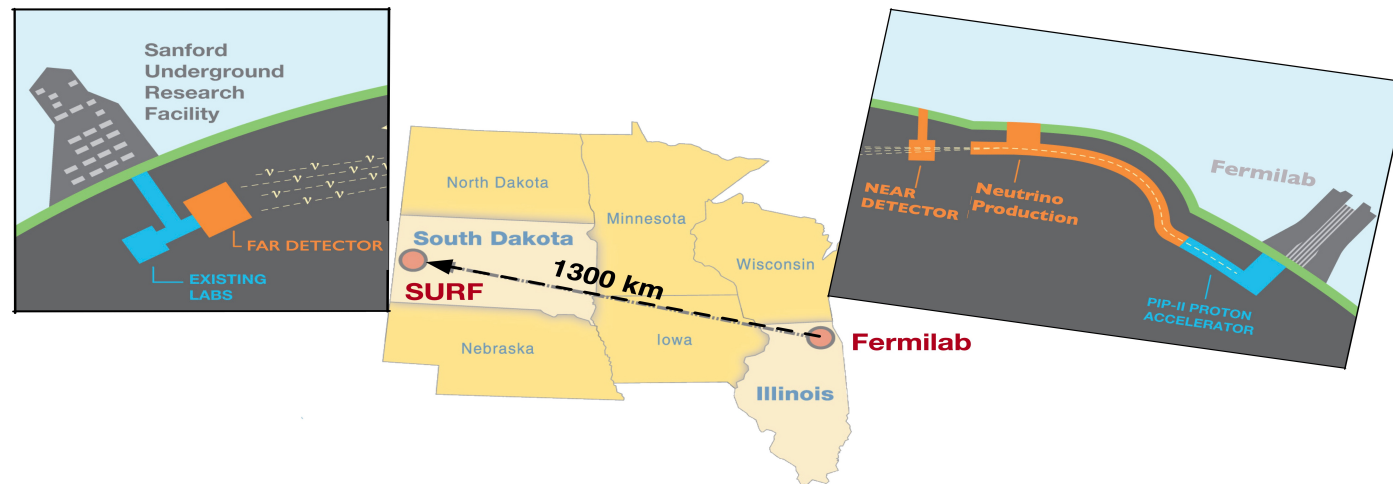 Sanford
Underground
Research
Facility
ν ν ν ν
ν ν ν ν
ν ν ν
FAR DETECTOR
EXISTING
LABS
North Dakota
Minnesota
South Dakota
Wisconsin
1300 km
SURF
Nebraska
Iowa
Fermilab
Illinois
NEAR
DETECTOR
Neutrino
Production
Fermilab
PIP-II PROTON
ACCELERATOR